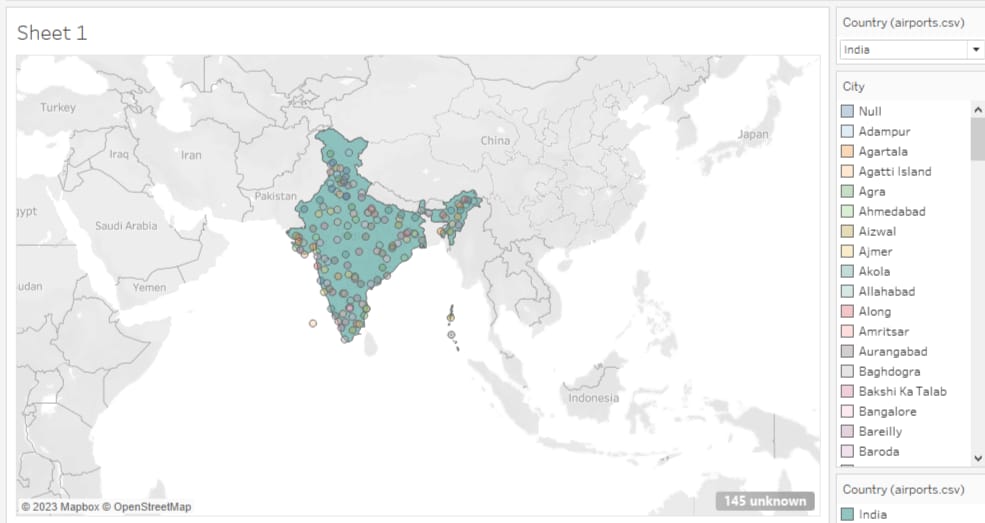 Sheet 1
Turkey
Iraq
Iran
China
Japan
Pakistan
gypt
Saudi Arabia
udan
Yemen
Indonesia
© 2023 Mapbox © OpenStreetMap
145 unknown
Country (airports.csv)
India
City
Null
Adampur
Agartala
Agatti Island
Agra
Ahmedabad
Aizwal
Ajmer
Akola
Allahabad
Along
Amritsar
Aurangabad
Baghdogra
Bakshi Ka Talab
Bangalore
Bareilly
Baroda
Country (airports.csv)
India